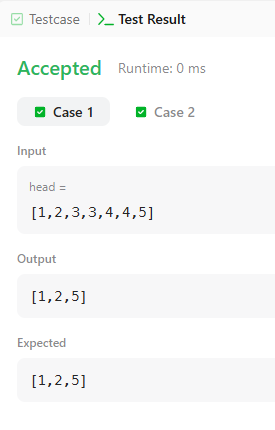 Testcase | Test Result
Accepted Runtime: 0 ms
Case 1 Case 2
Input
head =
[1,2,3,3,4,4,5]
Output
[1,2,5]
Expected
[1,2,5]